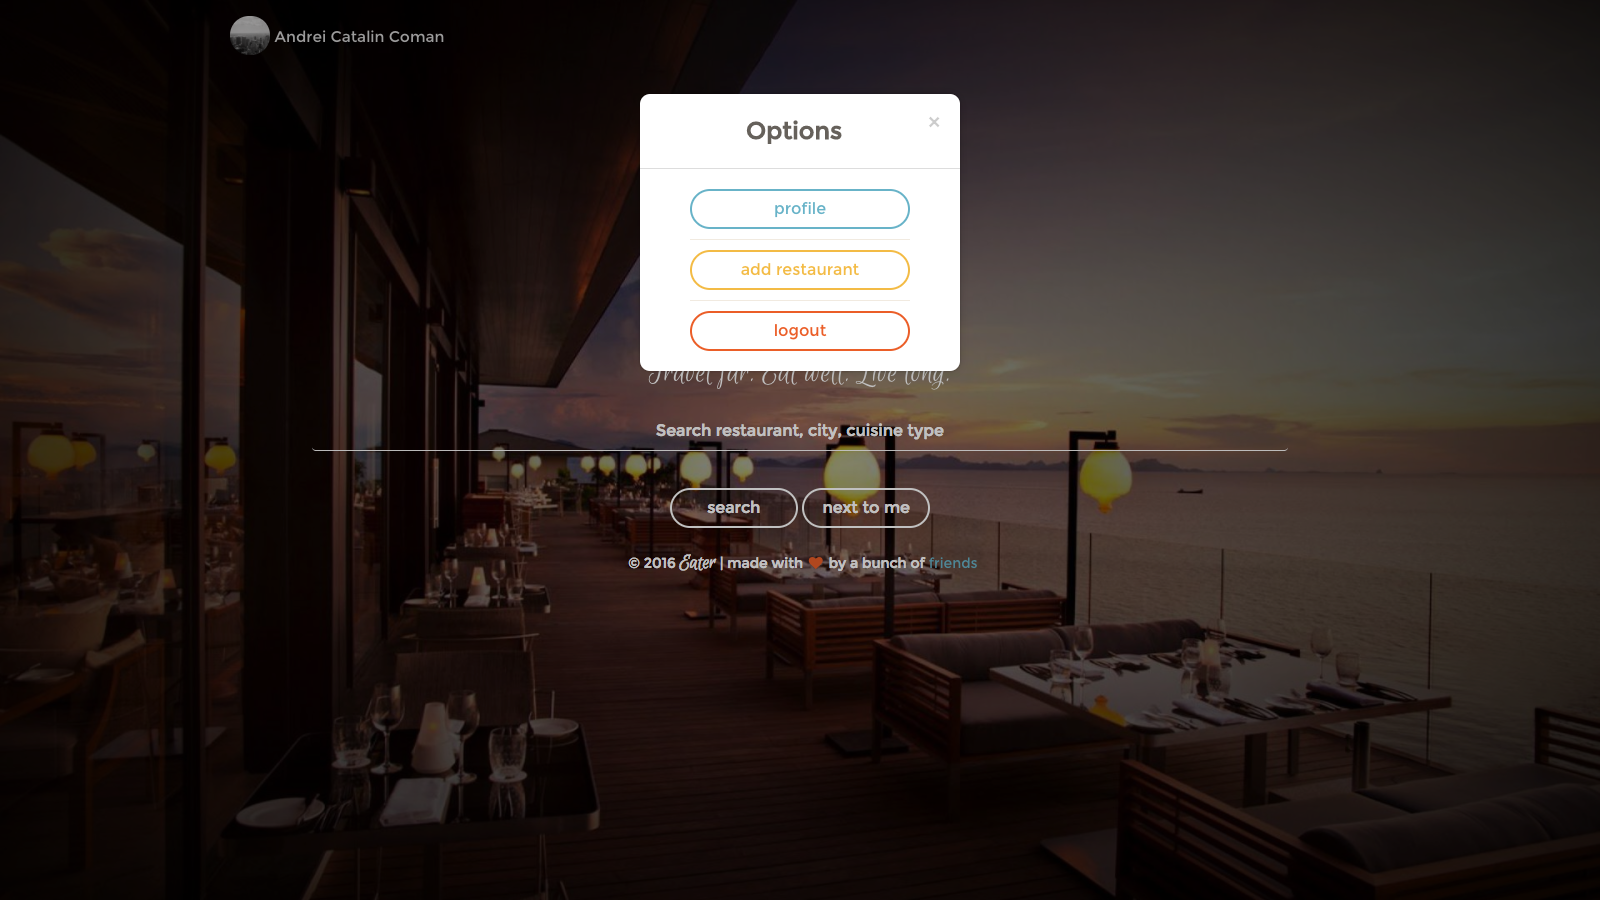 Andrei Catalin Coman
Options
×
profile
add restaurant
logout
Travel far. Eat well. Live long.
Search restaurant, city, cuisine type
search
next to me
© 2016 Eater | made with ❤ by a bunch of friends